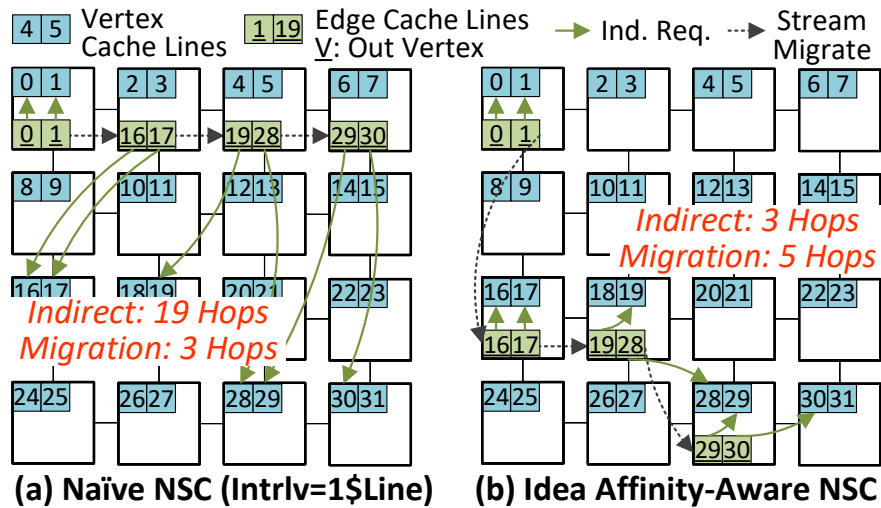 4 5 Vertex Cache Lines 1 19 Edge Cache Lines V: Out Vertex Ind. Req. Stream Migrate
0 1 2 3 4 5 6 7
0 1 16 17 19 28 29 30
8 9 10 11 12 13 14 15
16 17 18 19 20 21 22 23
Indirect: 19 Hops
Migration: 3 Hops
24 25 26 27 28 29 30 31
(a) Naïve NSC (Intrlv=1$Line)
0 1 2 3 4 5 6 7
0 1
8 9 10 11 12 13 14 15
Indirect: 3 Hops
Migration: 5 Hops
16 17 18 19 20 21 22 23
16 17 19 28
24 25 26 27 28 29 30 31
29 30
(b) Idea Affinity-Aware NSC